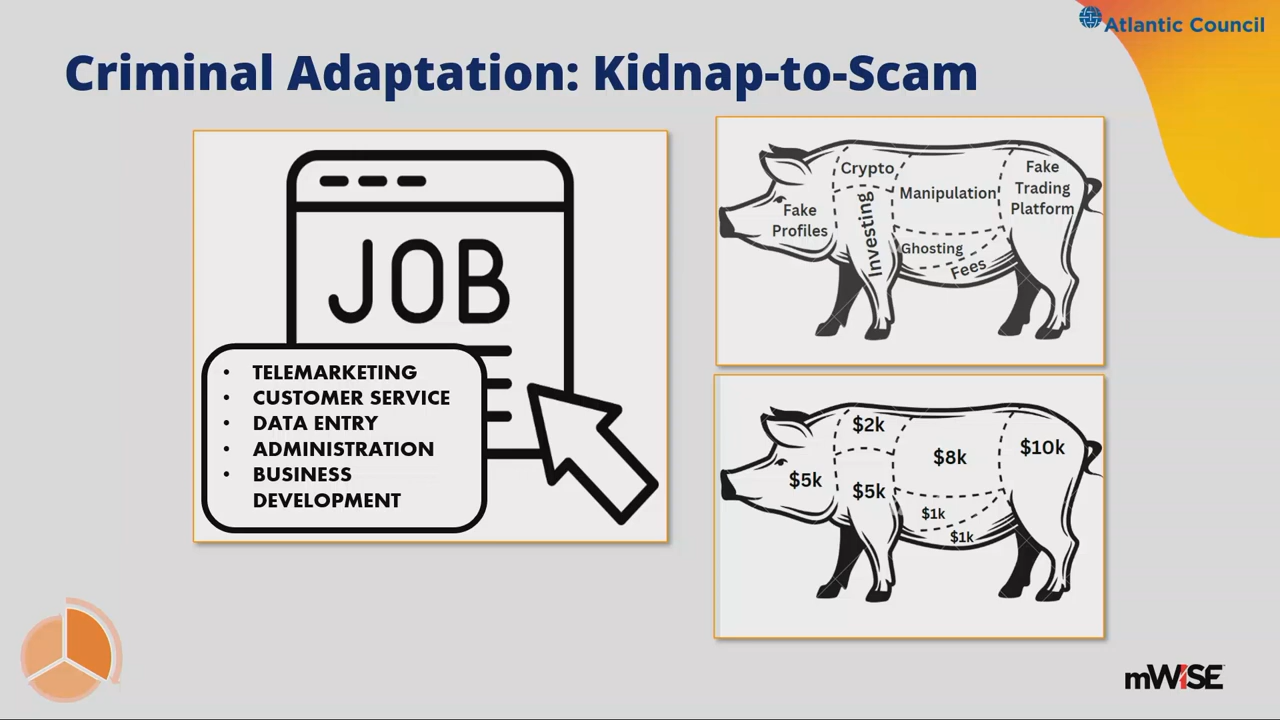 Atlantic Council
Criminal Adaptation: Kidnap-to-Scam
JOB
• TELEMARKETING
• CUSTOMER SERVICE
• DATA ENTRY
• ADMINISTRATION
• BUSINESS
DEVELOPMENT
Fake
Profiles
Crypto
Investing
Manipulation
Ghosting
Fees
Fake
Trading
Platform
$5k
$2k
$5k
$8k
$1k
$1k
$10k
mWISE